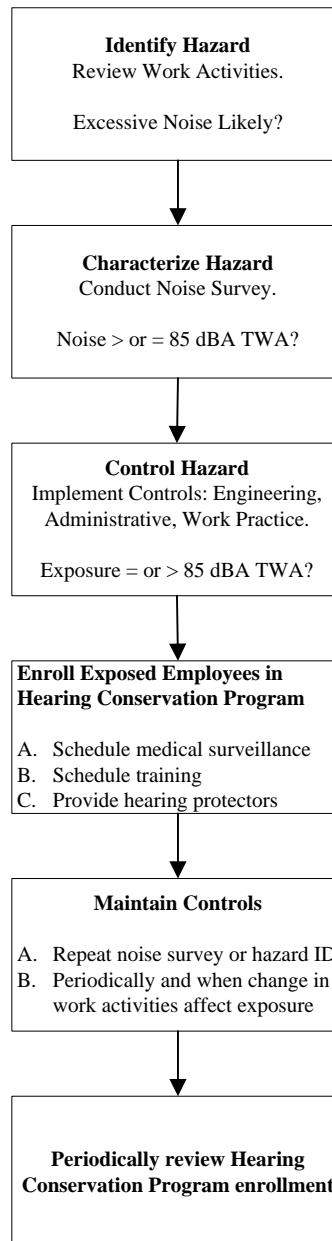 Identify Hazard
Review Work Activities.
Excessive Noise Likely?
Characterize Hazard
Conduct Noise Survey.
Noise > or = 85 dBA TWA?
Control Hazard
Implement Controls: Engineering,
Administrative, Work Practice.
Exposure = or > 85 dBA TWA?
Enroll Exposed Employees in
Hearing Conservation Program
A. Schedule medical surveillance
B. Schedule training
C. Provide hearing protectors
Maintain Controls
A. Repeat noise survey or hazard ID
B. Periodically and when change in
work activities affect exposure
Periodically review Hearing
Conservation Program enrollment